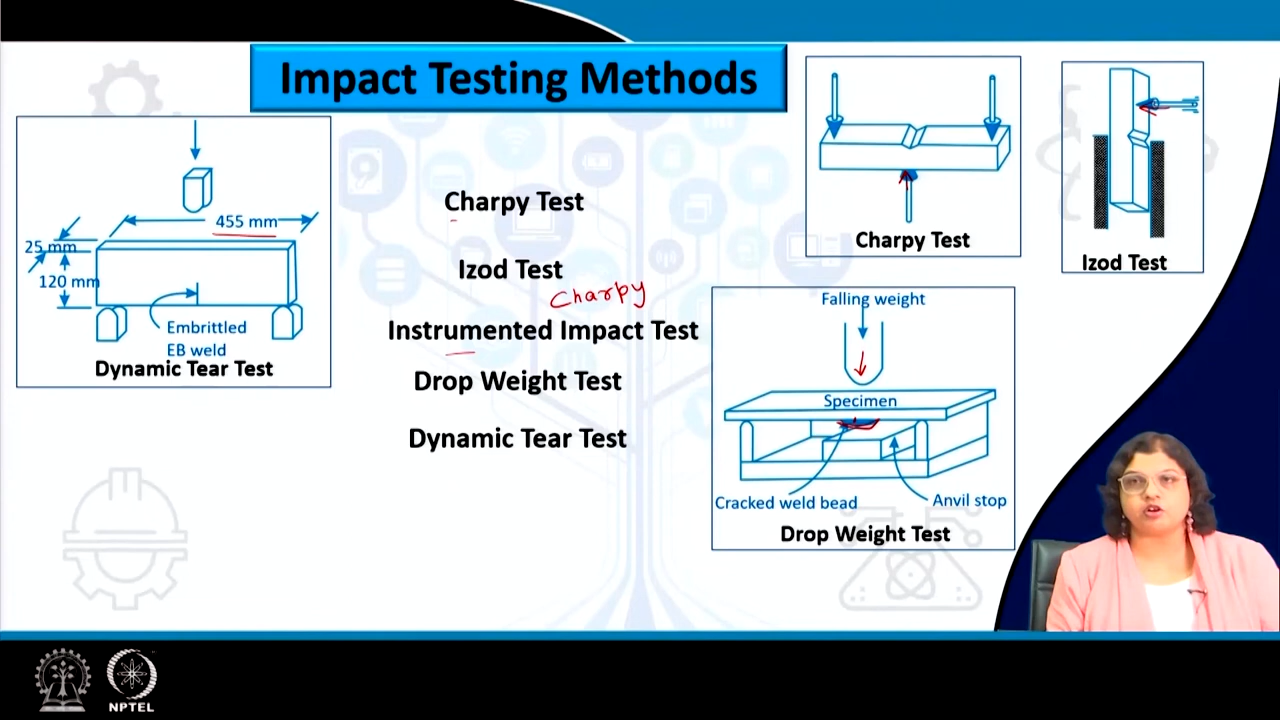 Impact Testing Methods
455 mm
25 mm
120 mm
Embrittled
EB weld
Dynamic Tear Test
Charpy Test
Izod Test
Charpy
Instrumented Impact Test
Drop Weight Test
Dynamic Tear Test
Charpy Test
Izod Test
Falling weight
Specimen
Cracked weld bead
Anvil stop
Drop Weight Test
NPTEL